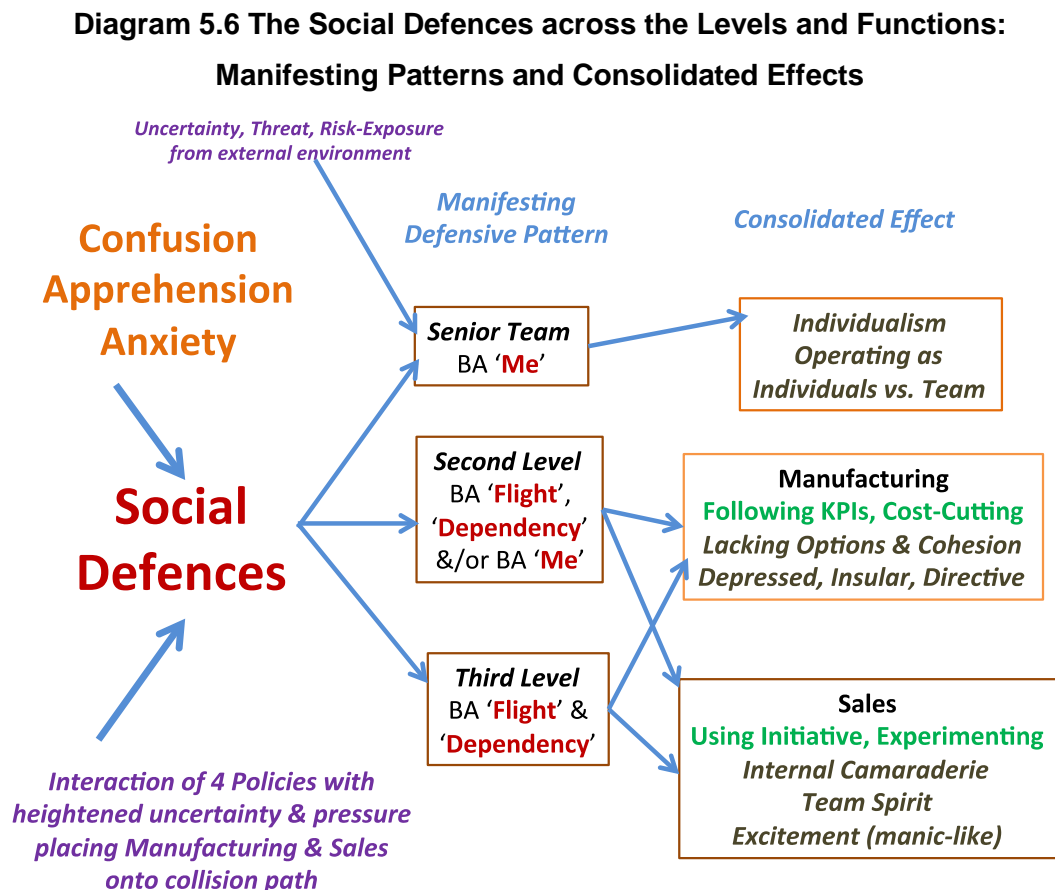 Diagram 5.6 The Social Defences across the Levels and Functions:
Manifesting Patterns and Consolidated Effects
Uncertainty, Threat, Risk-Exposure
from external environment
Confusion
Apprehension
Anxiety
Social
Defences
Interaction of 4 Policies with
heightened uncertainty & pressure
placing Manufacturing & Sales
onto collision path
Manifesting
Defensive Pattern
Senior Team
BA ‘Me’
Second Level
BA ‘Flight’,
‘Dependency’
&/or BA ‘Me’
Third Level
BA ‘Flight’ &
‘Dependency’
Consolidated Effect
Individualism
Operating as
Individuals vs. Team
Manufacturing
Following KPIs, Cost-Cutting
Lacking Options & Cohesion
Depressed, Insular, Directive
Sales
Using Initiative, Experimenting
Internal Camaraderie
Team Spirit
Excitement (manic-like)